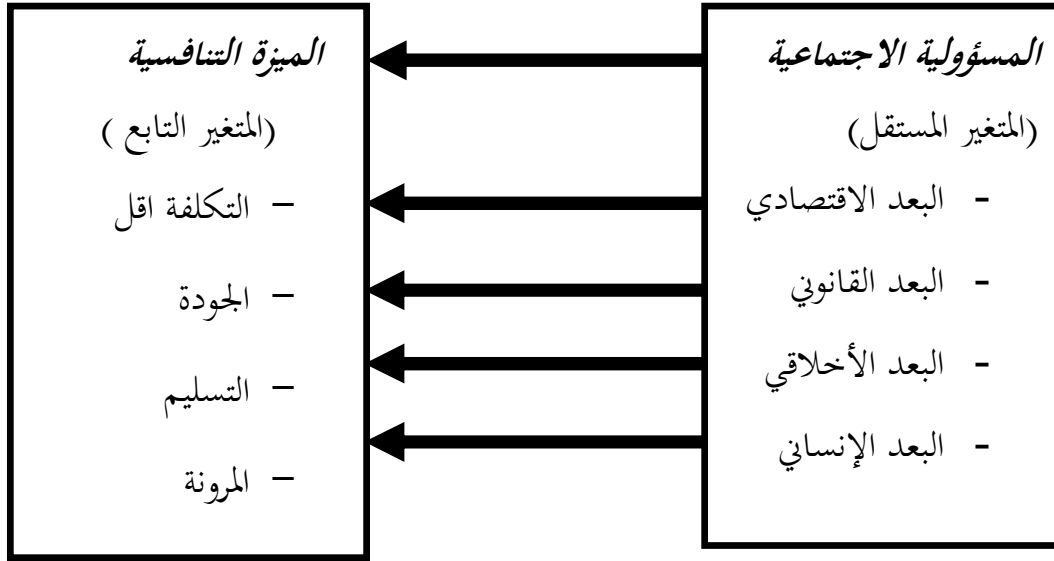 المسؤولية الاجتماعية
(المتغير المستقل)
- البعد الاقتصادي
- البعد القانوني
- البعد الأخلاقي
- البعد الإنساني
الميزة التنافسية
(المتغير التابع )
– التكلفة اقل
– الجودة
– التسليم
– المرونة